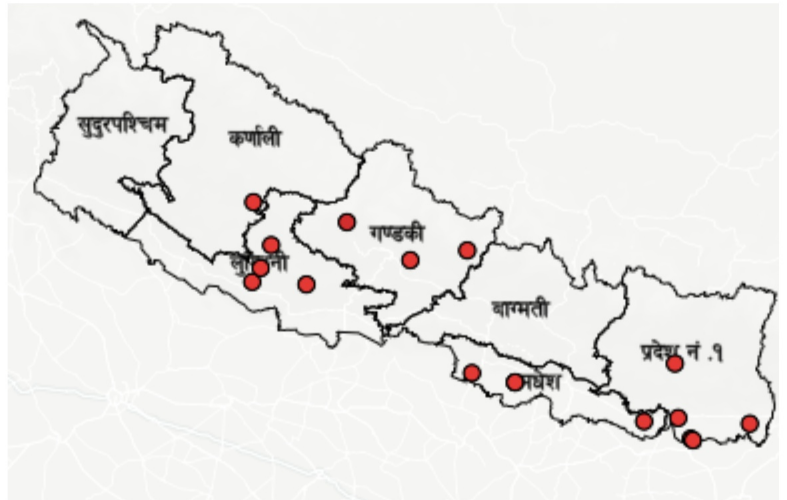 सुदुरपश्चिम
कर्णाली
गण्डकी
बाग्मती
प्रदेश नं .१
मधेश